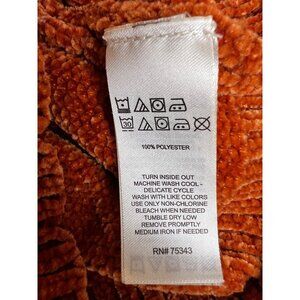 30
100% POLYESTER
TURN INSIDE OUT
MACHINE WASH COOL -
DELICATE CYCLE
WASH WITH LIKE COLORS
USE ONLY NON-CHLORINE
BLEACH WHEN NEEDED
TUMBLE DRY LOW
REMOVE PROMPTLY
MEDIUM IRON IF NEEDED
RN# 75343